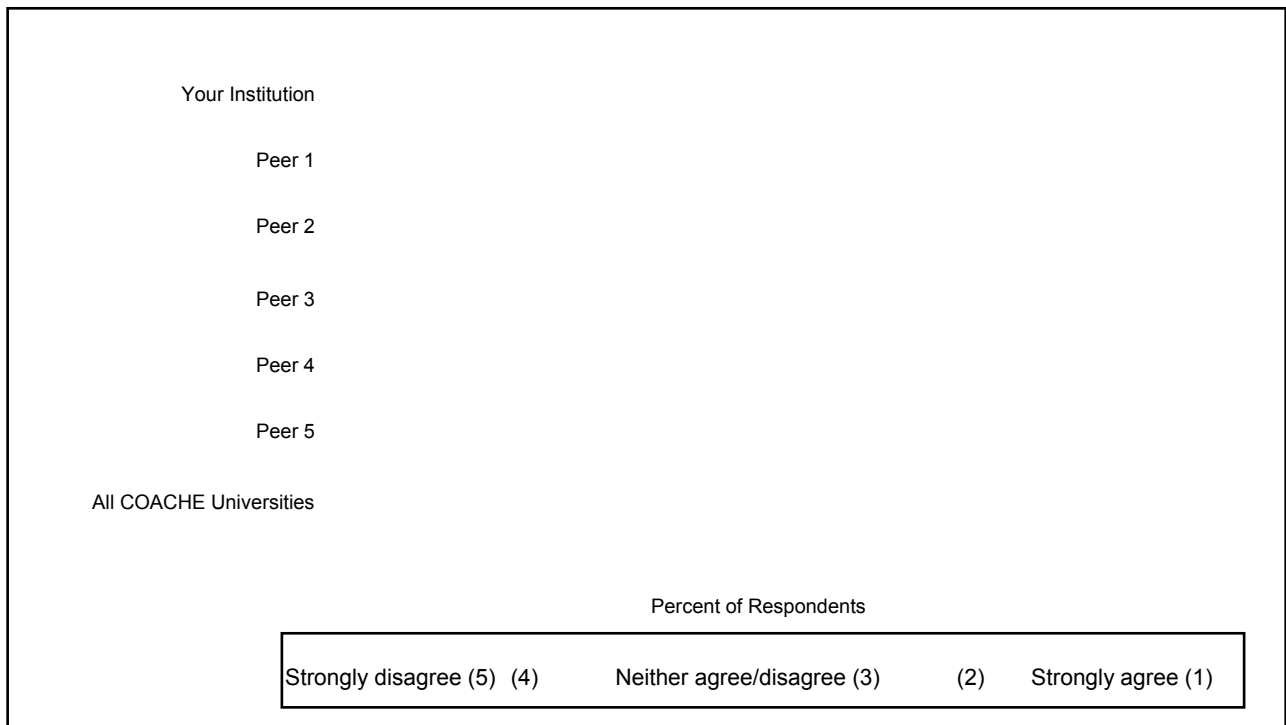 Your Institution
Peer 1
Peer 2
Peer 3
Peer 4
Peer 5
All COACHE Universities
Percent of Respondents
Strongly disagree (5) (4) Neither agree/disagree (3) (2) Strongly agree (1)